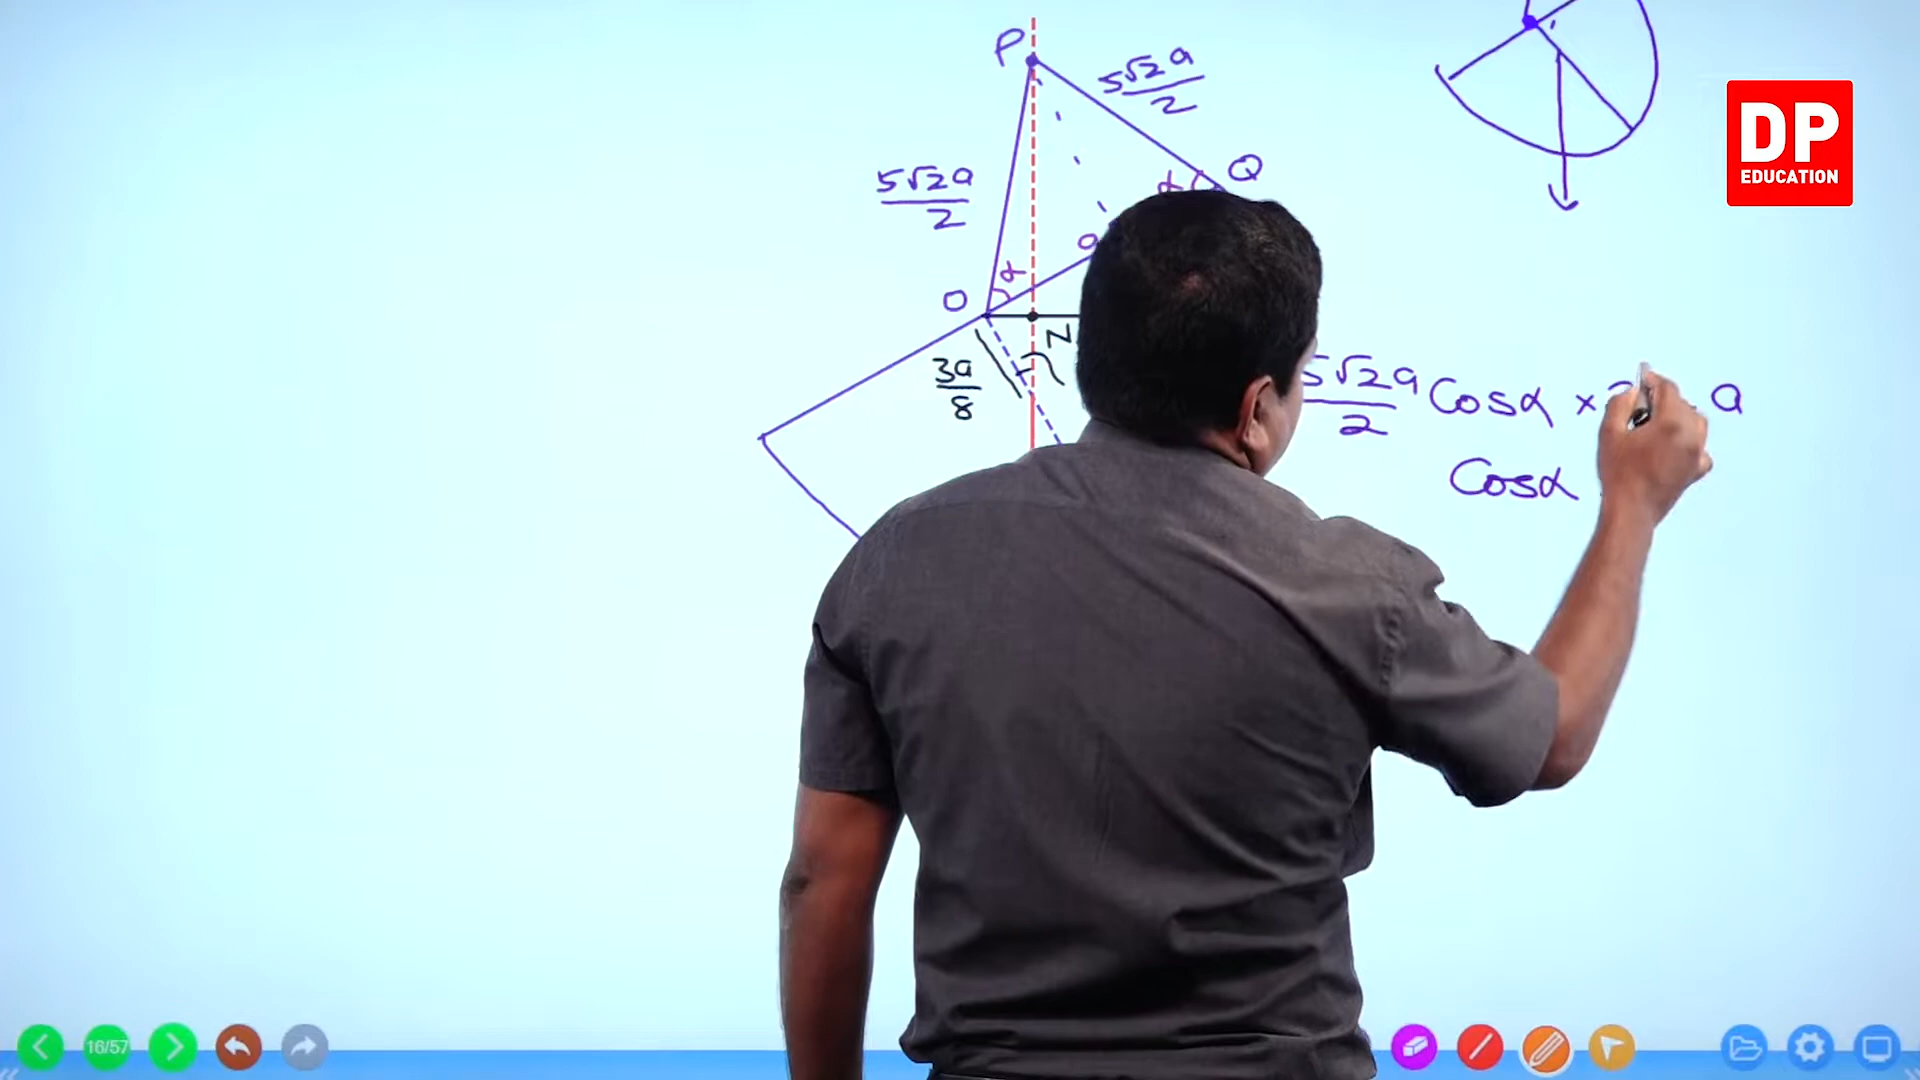 P
5√2a/2
Q
α
5√2a/2
α
a
O
N
3a/8
5√2a/2 Cosα ×
a
Cosα
DP
EDUCATION
16/57